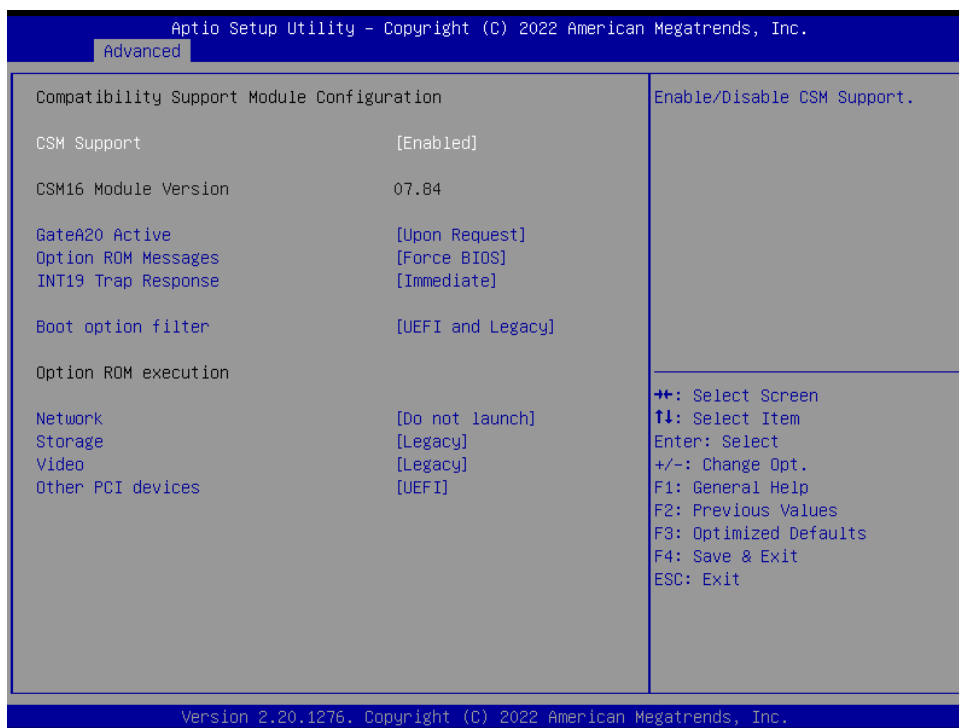 Aptio Setup Utility – Copyright (C) 2022 American Megatrends, Inc.
Advanced
Compatibility Support Module Configuration
CSM Support [Enabled]
CSM16 Module Version 07.84
GateA20 Active [Upon Request]
Option ROM Messages [Force BIOS]
INT19 Trap Response [Immediate]
Boot option filter [UEFI and Legacy]
Option ROM execution
Network [Do not launch]
Storage [Legacy]
Video [Legacy]
Other PCI devices [UEFI]
Enable/Disable CSM Support.
→←: Select Screen
↑↓: Select Item
Enter: Select
+/-: Change Opt.
F1: General Help
F2: Previous Values
F3: Optimized Defaults
F4: Save & Exit
ESC: Exit
Version 2.20.1276. Copyright (C) 2022 American Megatrends, Inc.